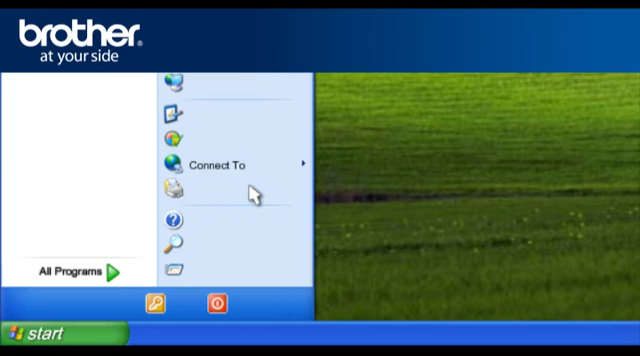 brother®
at your side
Connect To
All Programs
start